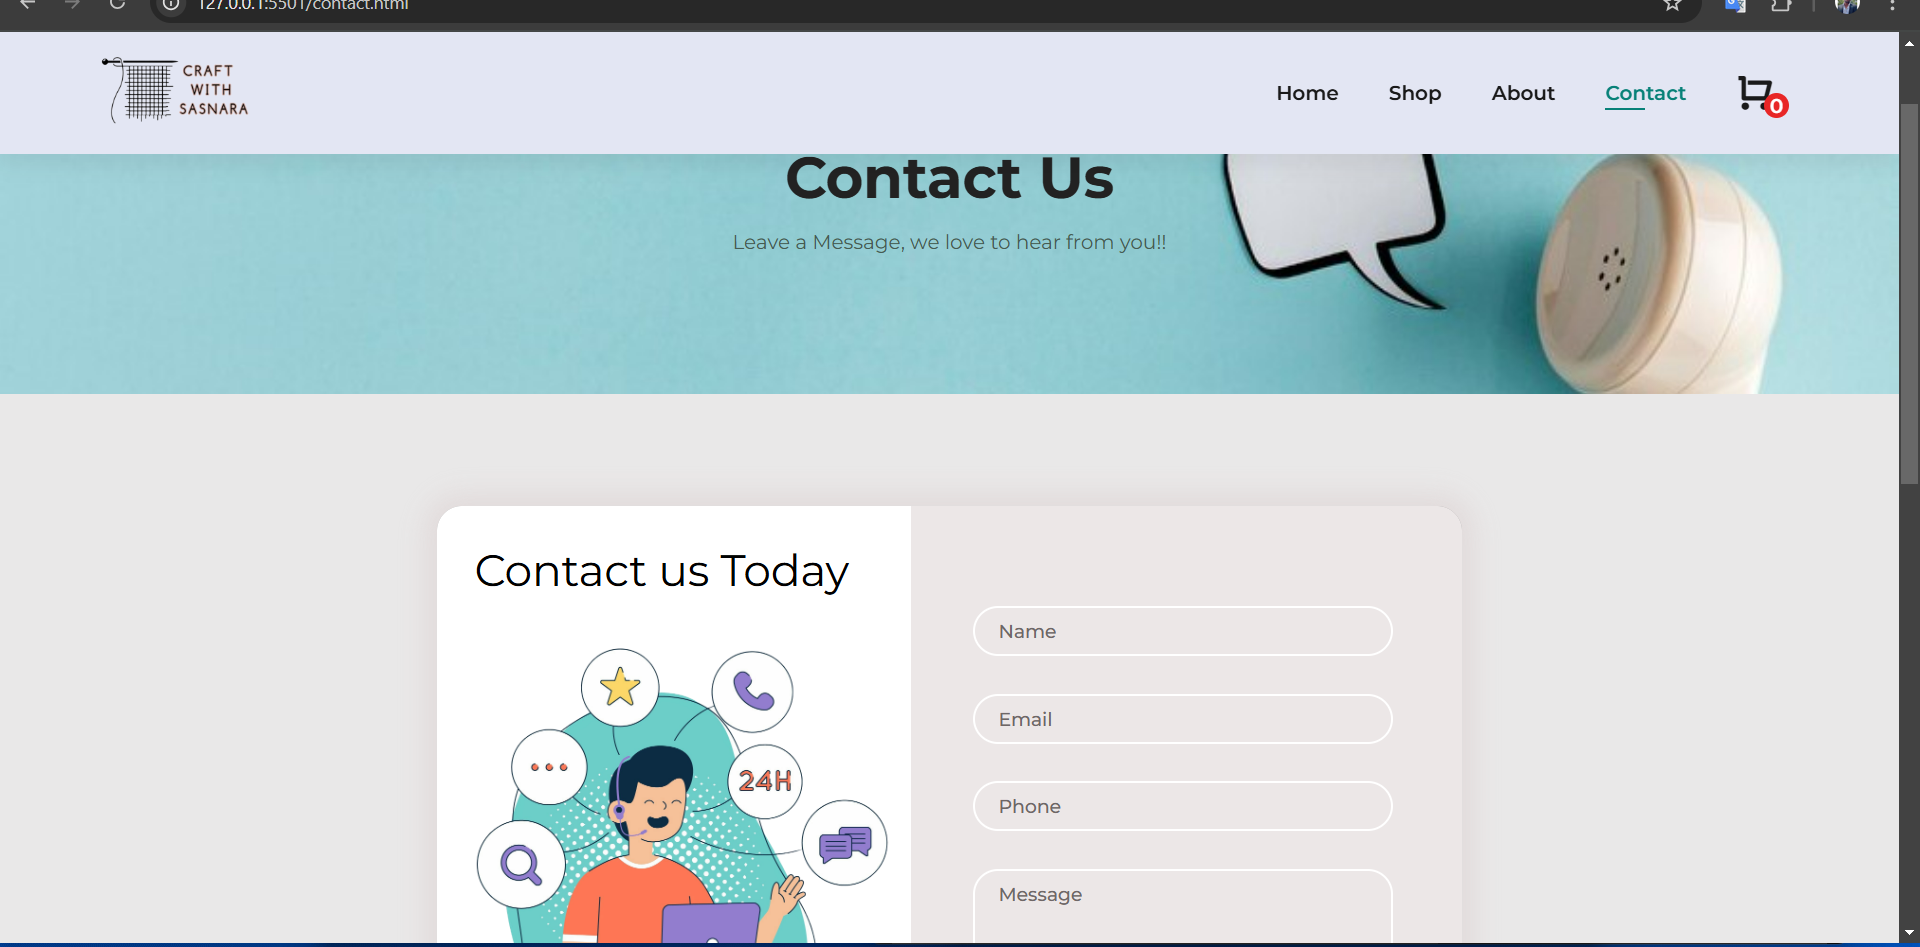 127.0.0.1:5501/contact.html
CRAFT
WITH
SASNARA
Home
Shop
About
Contact
0
Contact Us
Leave a Message, we love to hear from you!!
Contact us Today
24H
Name
Email
Phone
Message